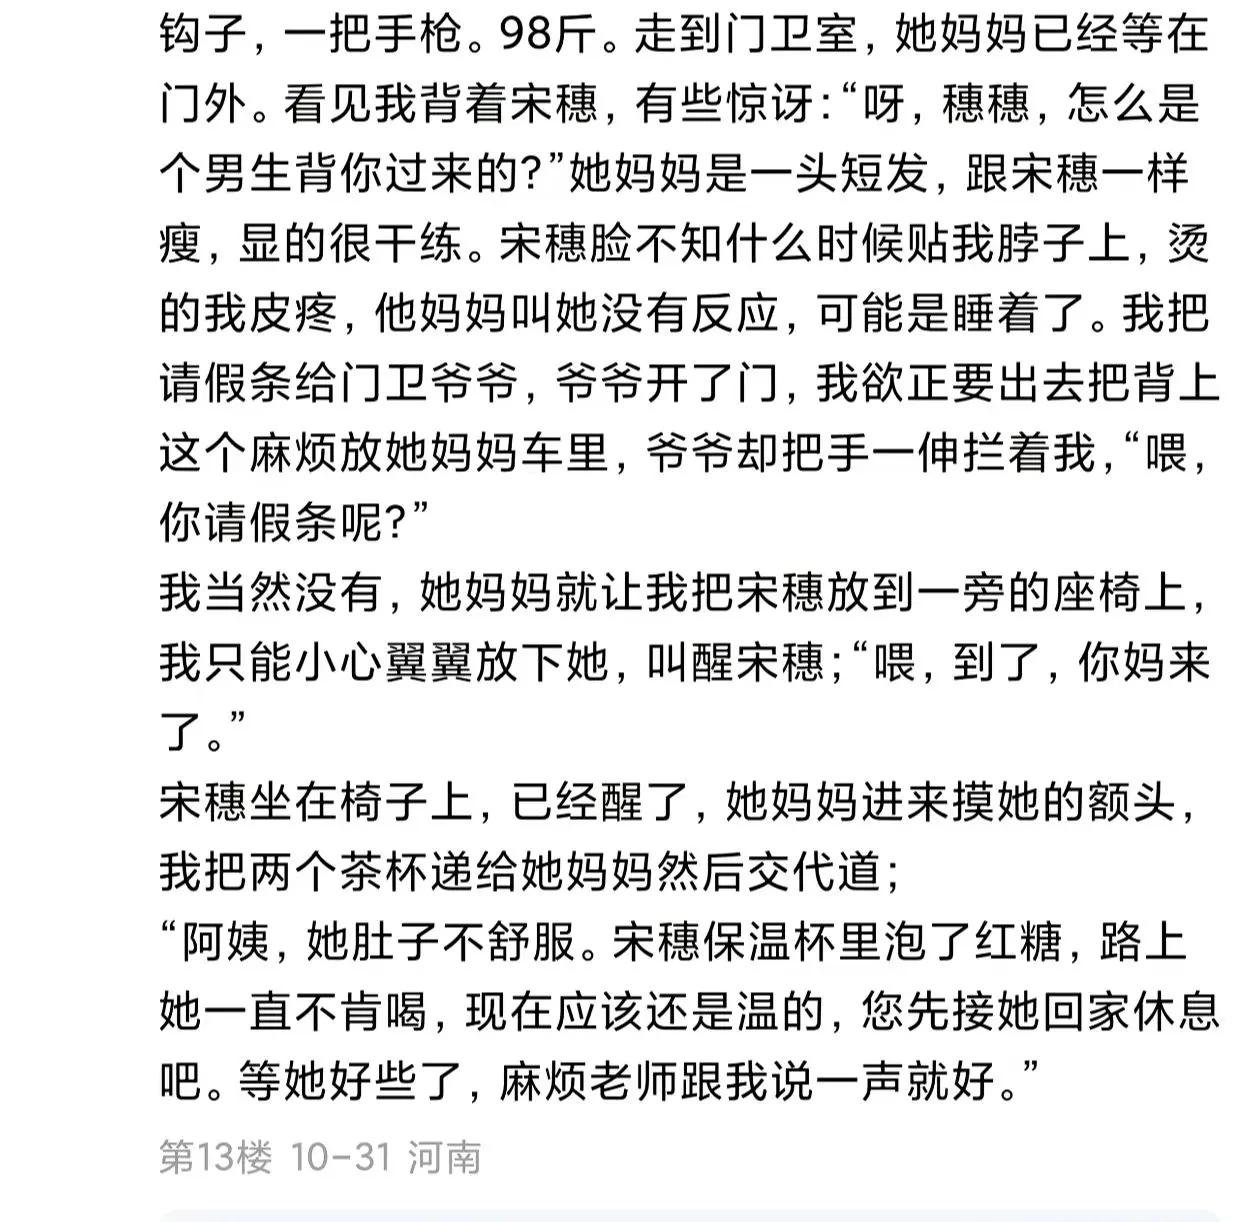 钩子，一把手枪。98斤。走到门卫室，她妈妈已经等在
门外。看见我背着宋穗，有些惊讶：“呀，穗穗，怎么是
个男生背你过来的？”她妈妈是一头短发，跟宋穗一样
瘦，显的很干练。宋穗脸不知什么时候贴我脖子上，烫
的我皮疼，他妈妈叫她没有反应，可能是睡着了。我把
请假条给门卫爷爷，爷爷开了门，我欲正要出去把背上
这个麻烦放她妈妈车里，爷爷却把手一伸拦着我，“喂，
你请假条呢？”
我当然没有，她妈妈就让我把宋穗放到一旁的座椅上，
我只能小心翼翼放下她，叫醒宋穗；“喂，到了，你妈来
了。”
宋穗坐在椅子上，已经醒了，她妈妈进来摸她的额头，
我把两个茶杯递给她妈妈然后交代道；
“阿姨，她肚子不舒服。宋穗保温杯里泡了红糖，路上
她一直不肯喝，现在应该还是温的，您先接她回家休息
吧。等她好些了，麻烦老师跟我说一声就好。”
第13楼 10-31 河南